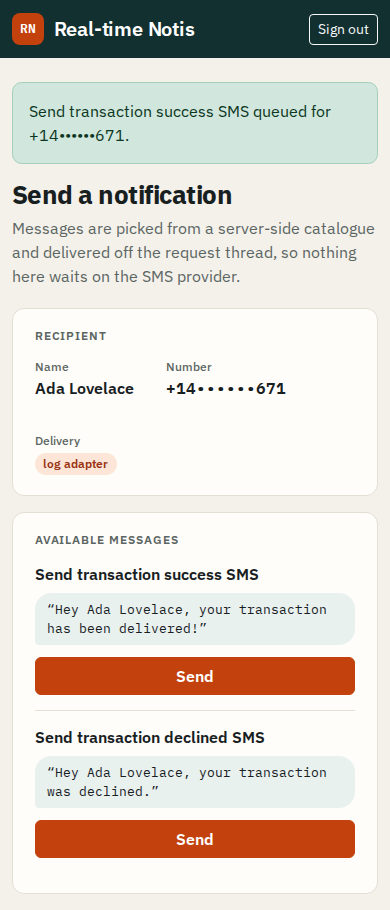 RN Real-time Notis Sign out
Send transaction success SMS queued for
+14••••••671.
Send a notification
Messages are picked from a server-side catalogue
and delivered off the request thread, so nothing
here waits on the SMS provider.
RECIPIENT
Name Number
Ada Lovelace +14••••••671
Delivery
log adapter
AVAILABLE MESSAGES
Send transaction success SMS
“Hey Ada Lovelace, your transaction
has been delivered!”
Send
Send transaction declined SMS
“Hey Ada Lovelace, your transaction
was declined.”
Send